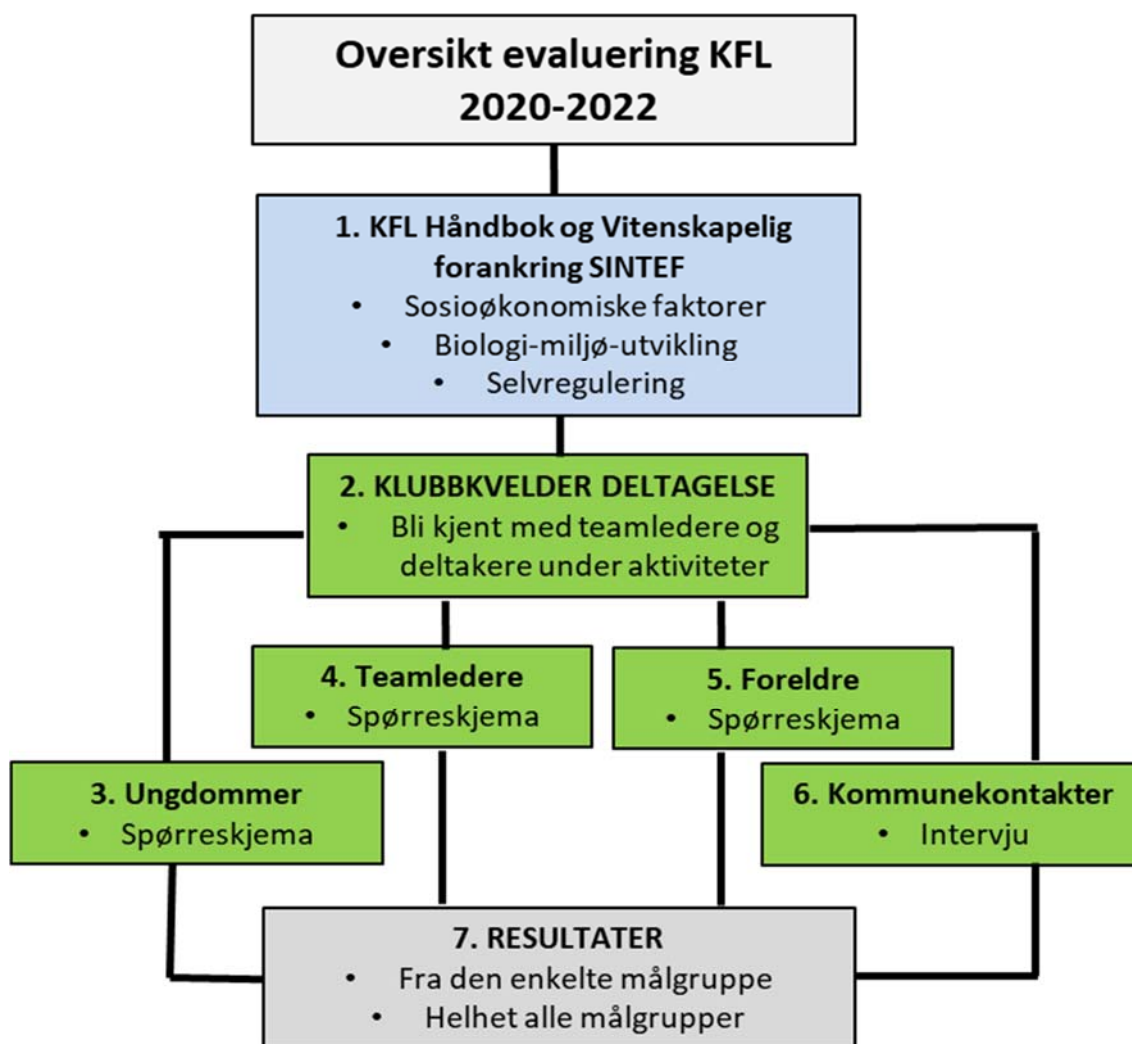 Oversikt evaluering KFL
2020-2022
1. KFL Håndbok og Vitenskapelig
forankring SINTEF
• Sosioøkonomiske faktorer
• Biologi-miljø-utvikling
• Selvregulering
2. KLUBBKVELDER DELTAGELSE
• Bli kjent med teamledere og
deltakere under aktiviteter
4. Teamledere
• Spørreskjema
5. Foreldre
• Spørreskjema
3. Ungdommer
• Spørreskjema
6. Kommunekontakter
• Intervju
7. RESULTATER
• Fra den enkelte målgruppe
• Helhet alle målgrupper